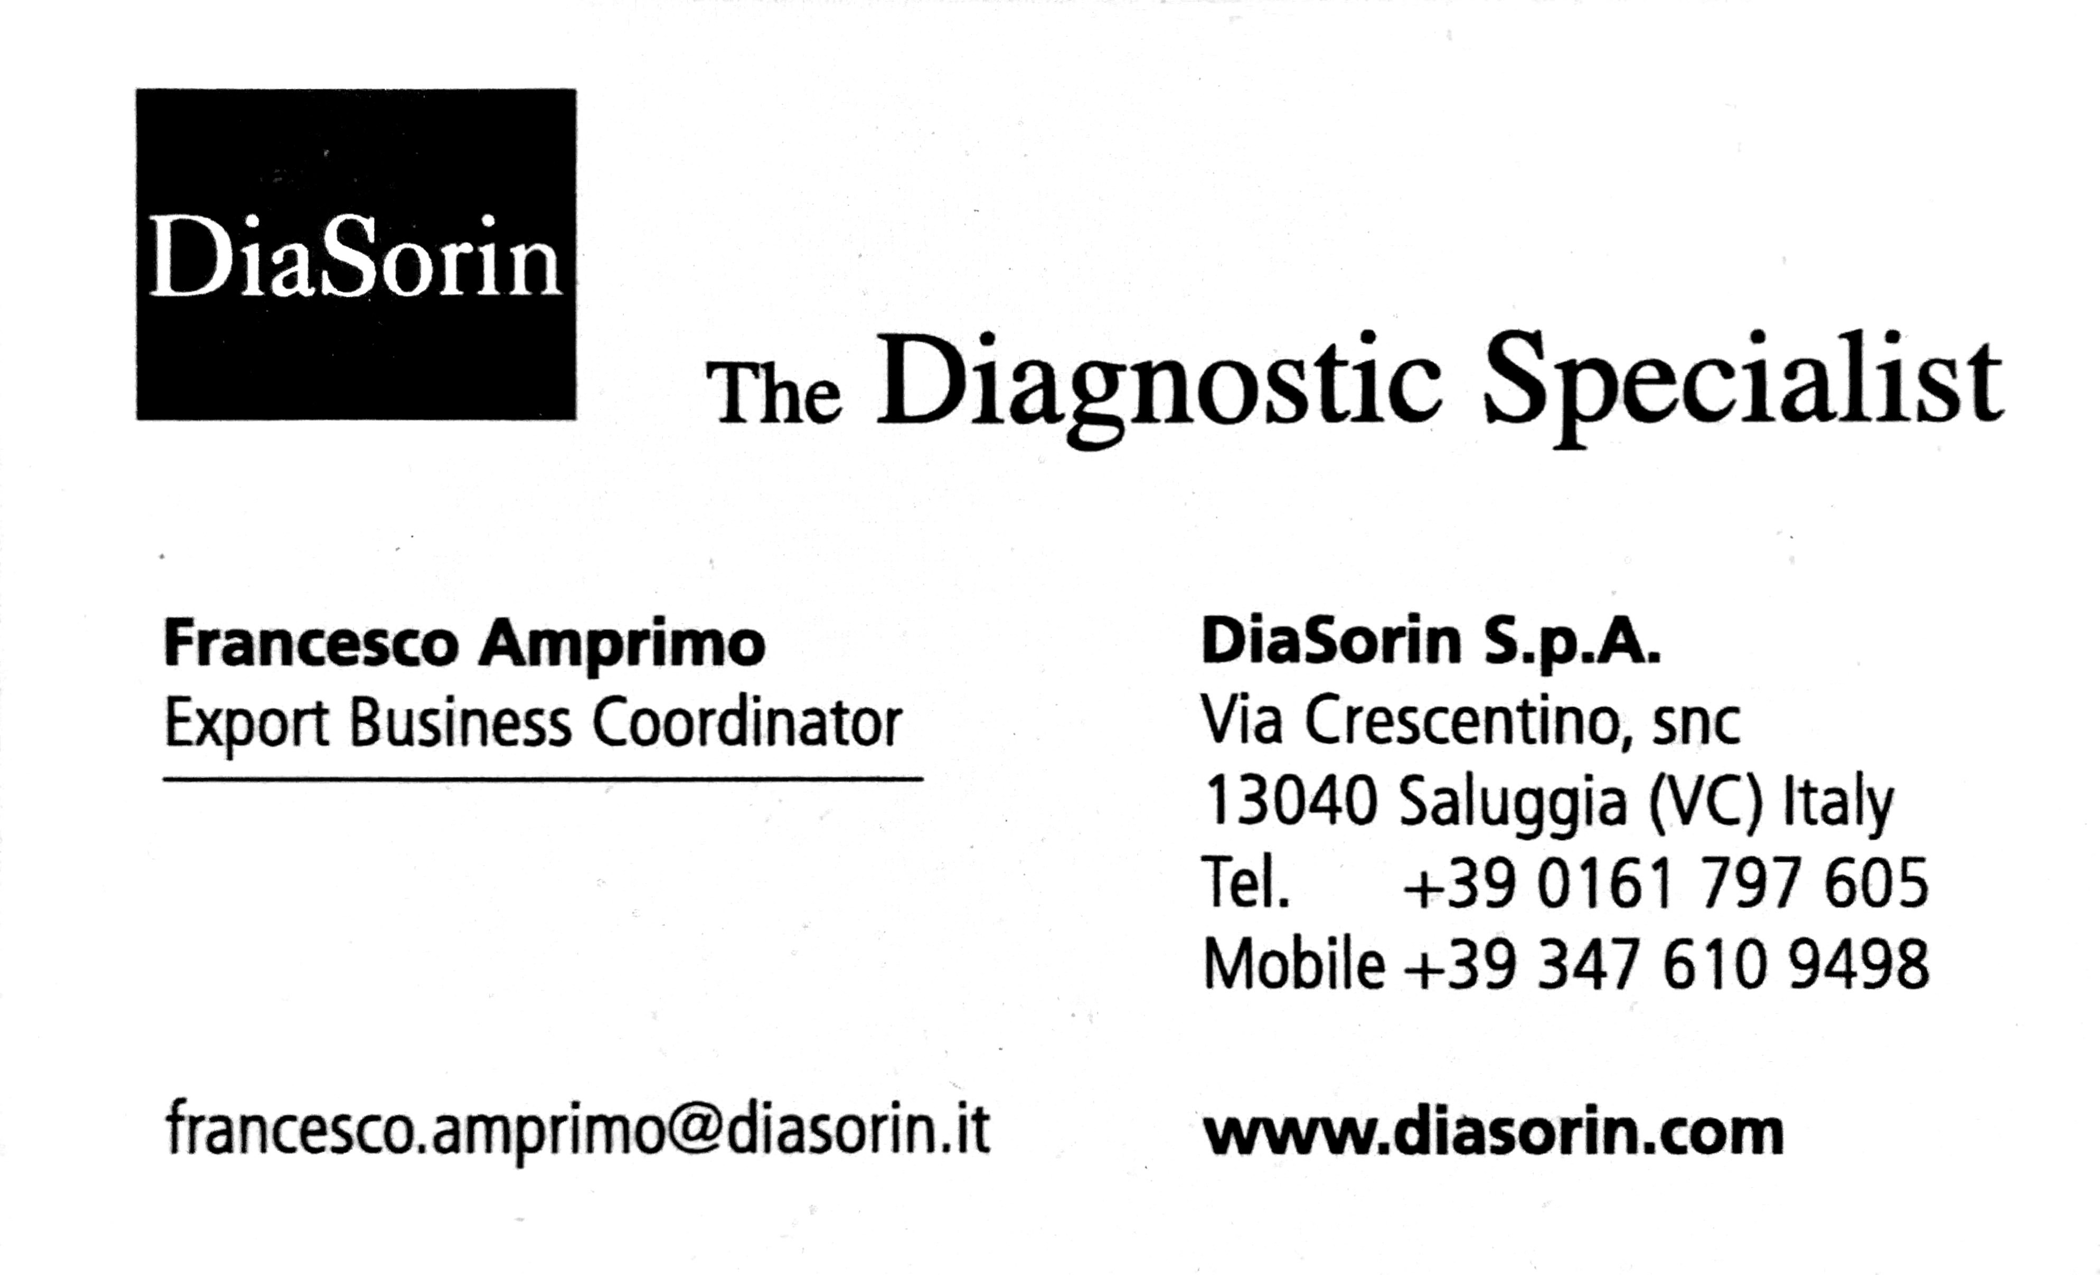 DiaSorin
The Diagnostic Specialist
Francesco Amprimo
Export Business Coordinator
DiaSorin S.p.A.
Via Crescentino, snc
13040 Saluggia (VC) Italy
Tel. +39 0161 797 605
Mobile +39 347 610 9498
francesco.amprimo@diasorin.it
www.diasorin.com